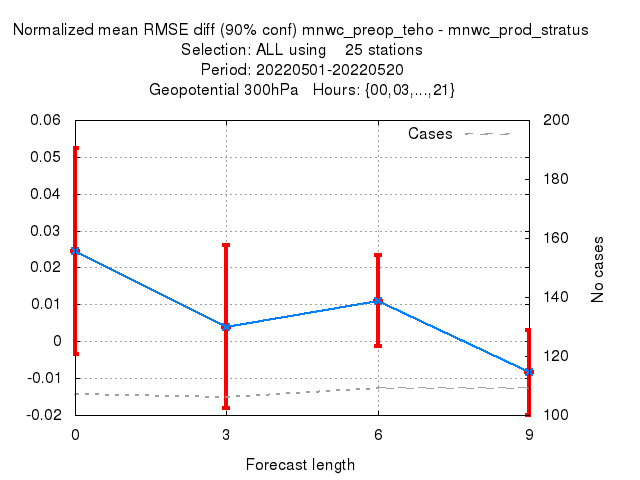 Normalized mean RMSE diff (90% conf) mnwc_preop_teho - mnwc_prod_stratus
Selection: ALL using    25 stations
Period: 20220501-20220520
Geopotential 300hPa   Hours: {00,03,...,21}
Cases
0.06
0.05
0.04
0.03
0.02
0.01
0
-0.01
-0.02
200
180
160
140
120
100
No cases
0 3 6 9
Forecast length